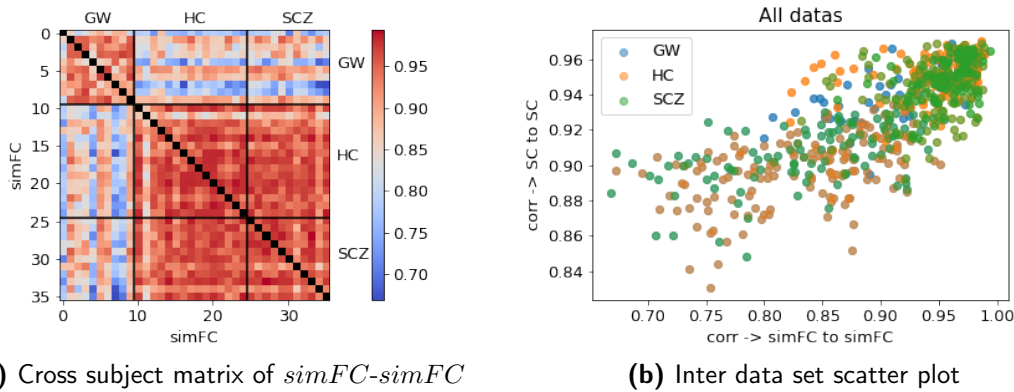 GW HC SCZ
0
5
10
15
20
25
30
35
simFC
GW
HC
SCZ
0 10 20 30
simFC
0.95
0.90
0.85
0.80
0.75
0.70
) Cross subject matrix of simFC-simFC
All datas
GW
HC
SCZ
0.96
0.94
0.92
0.90
0.88
0.86
0.84
corr -> SC to SC
0.70 0.75 0.80 0.85 0.90 0.95 1.00
corr -> simFC to simFC
(b) Inter data set scatter plot